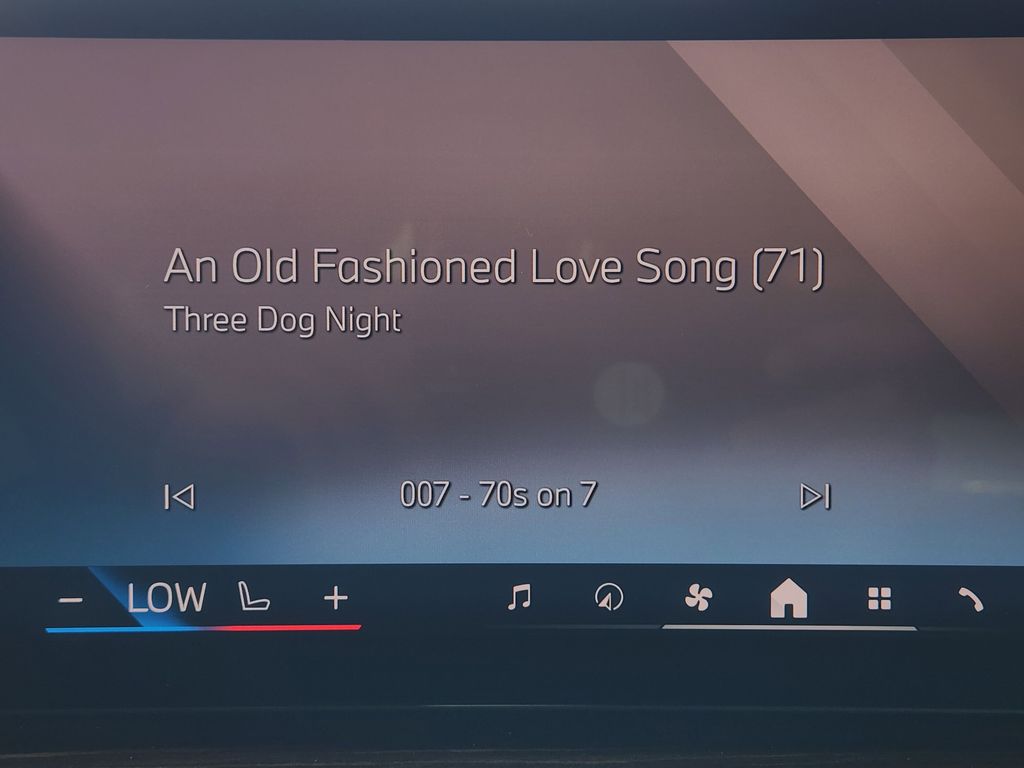 An Old Fashioned Love Song (71)
Three Dog Night
007 - 70s on 7
LOW